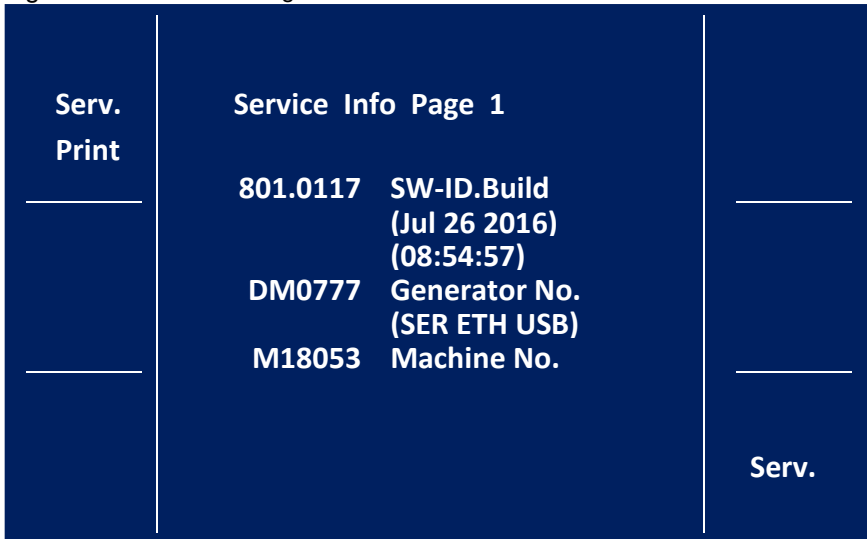 Serv.
Print
Service Info Page 1
801.0117 SW-ID.Build
(Jul 26 2016)
(08:54:57)
DM0777 Generator No.
(SER ETH USB)
M18053 Machine No.
Serv.